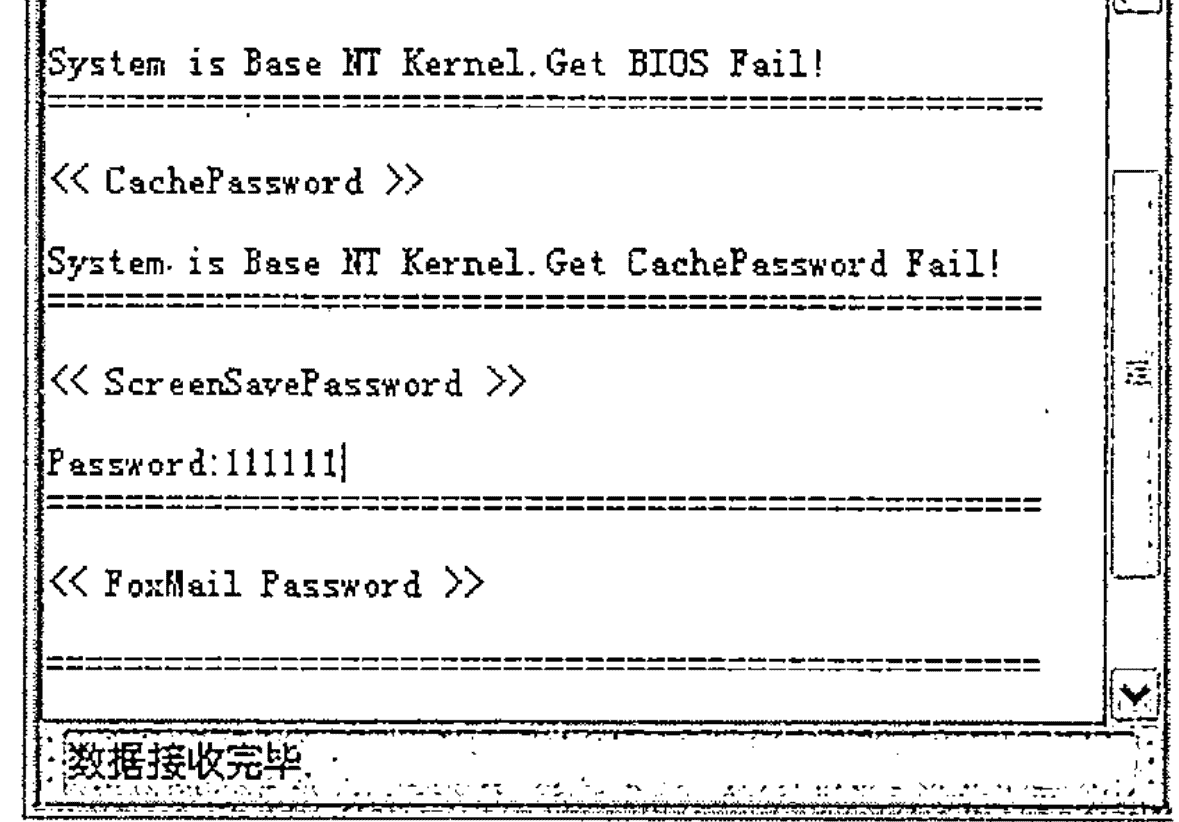 System is Base NT Kernel.Get BIOS Fail!
==================================================
<< CachePassword >>
System is Base NT Kernel.Get CachePassword Fail!
==================================================
<< ScreenSavePassword >>
Password:111111
==================================================
<< FoxMail Password >>
==================================================
数据接收完毕.